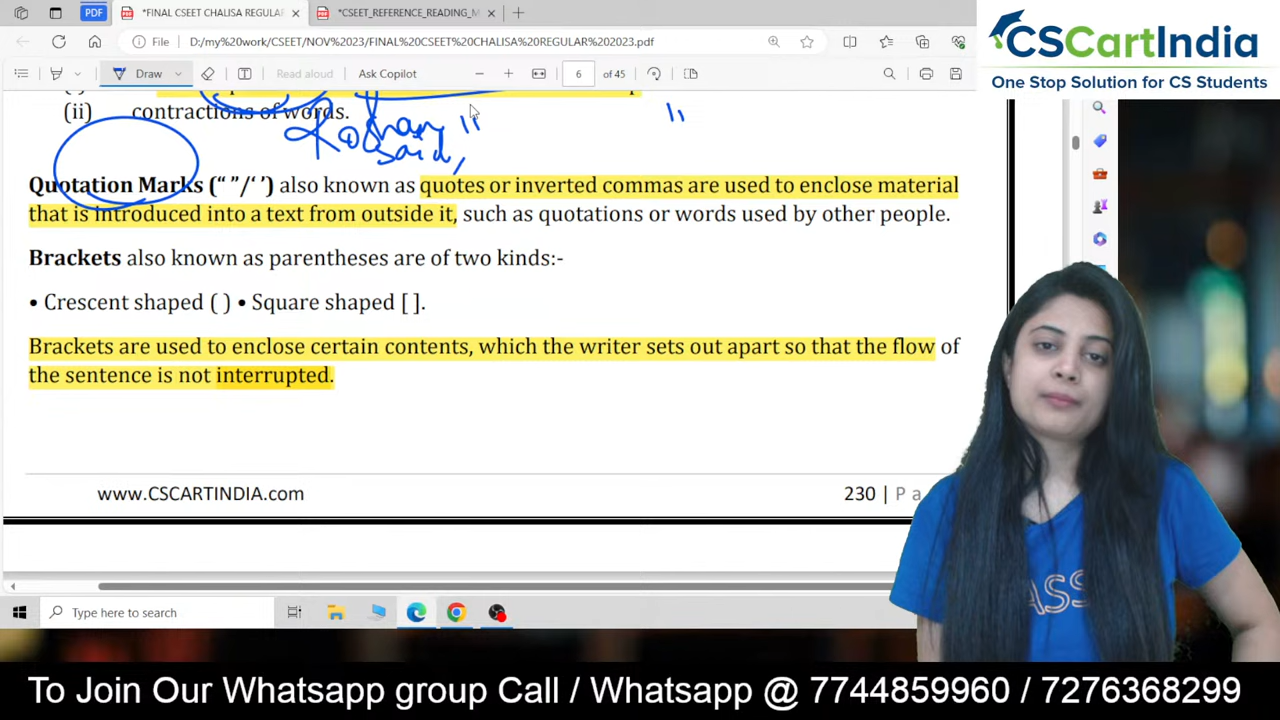 PDF
*FINAL CSEET CHALISA REGULAR
*CSEET_REFERENCE_READING_M
File
D:/my%20work/CSEET/NOV%202023/FINAL%20CSEET%20CHALISA%20REGULAR%202023.pdf
Draw
Read aloud
Ask Copilot
6 of 45
CSCartIndia
One Stop Solution for CS Students
(ii) contractions of words.
Roshan said, " "
Quotation Marks (“ ”/‘ ’) also known as quotes or inverted commas are used to enclose material
that is introduced into a text from outside it, such as quotations or words used by other people.
Brackets also known as parentheses are of two kinds:-
• Crescent shaped ( ) • Square shaped [ ].
Brackets are used to enclose certain contents, which the writer sets out apart so that the flow of
the sentence is not interrupted.
www.CSCARTINDIA.com
230 | P a
ASS
Type here to search
To Join Our Whatsapp group Call / Whatsapp @ 7744859960 / 7276368299